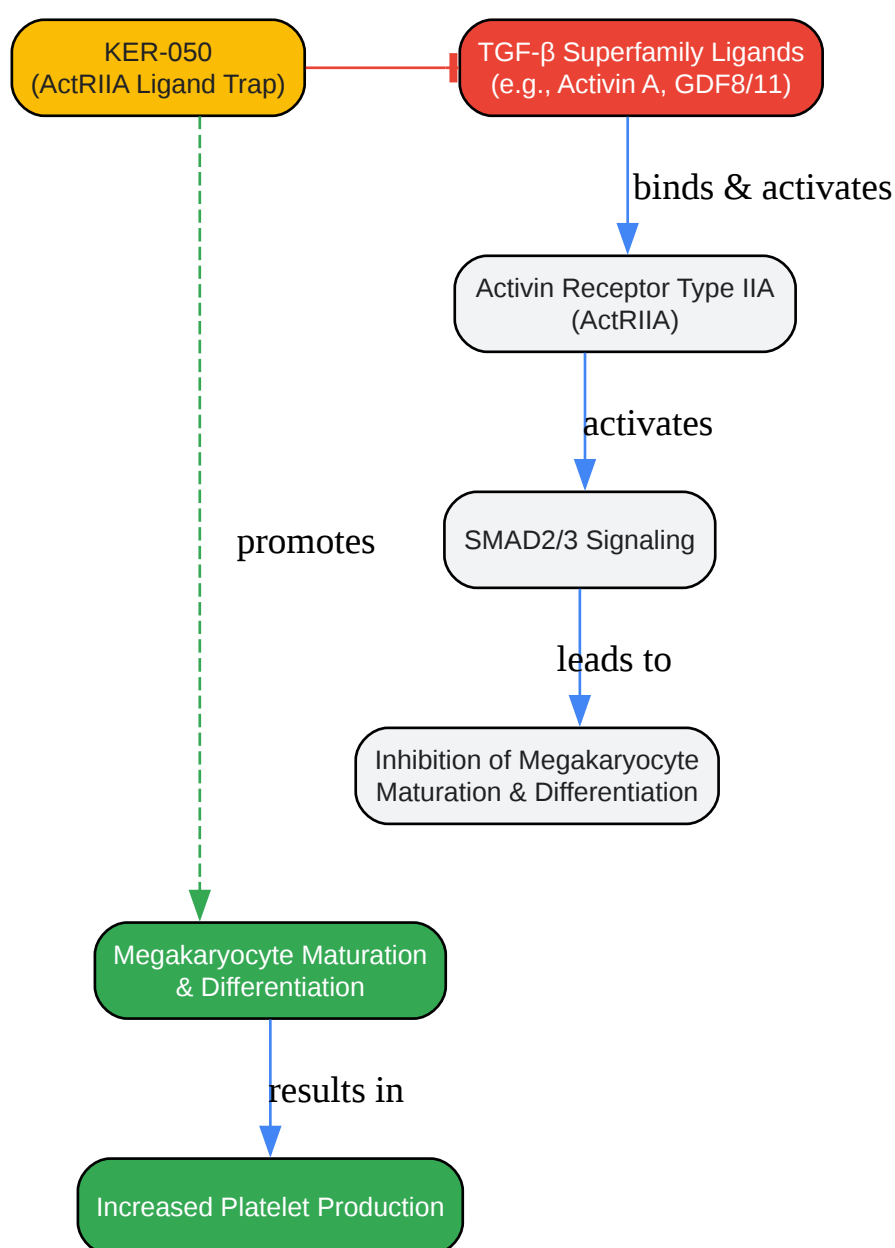 KER-050
(ActRIIA Ligand Trap)
TGF-β Superfamily Ligands
(e.g., Activin A, GDF8/11)
binds & activates
Activin Receptor Type IIA
(ActRIIA)
activates
SMAD2/3 Signaling
promotes
leads to
Inhibition of Megakaryocyte
Maturation & Differentiation
Megakaryocyte Maturation
& Differentiation
results in
Increased Platelet Production